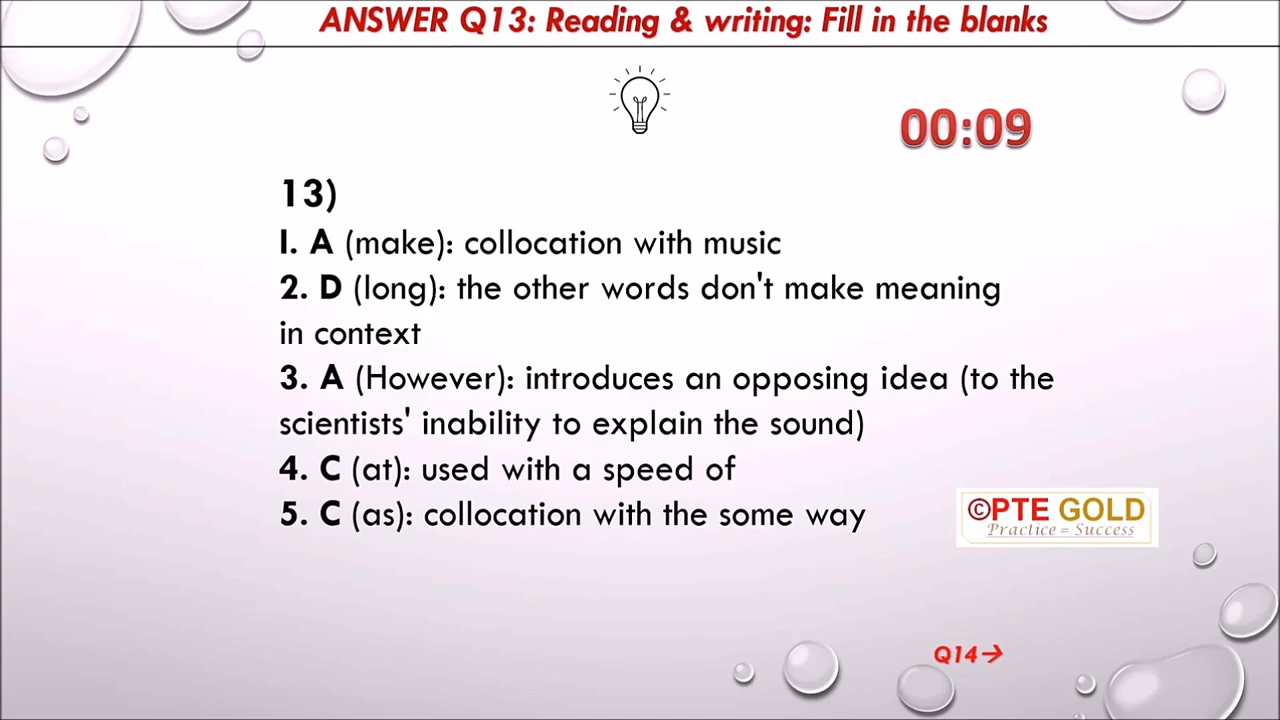 ANSWER Q13: Reading & writing: Fill in the blanks
00:09
13)
I. A (make): collocation with music
2. D (long): the other words don't make meaning
in context
3. A (However): introduces an opposing idea (to the
scientists' inability to explain the sound)
4. C (at): used with a speed of
5. C (as): collocation with the some way
©PTE GOLD
Practice = Success
Q14→